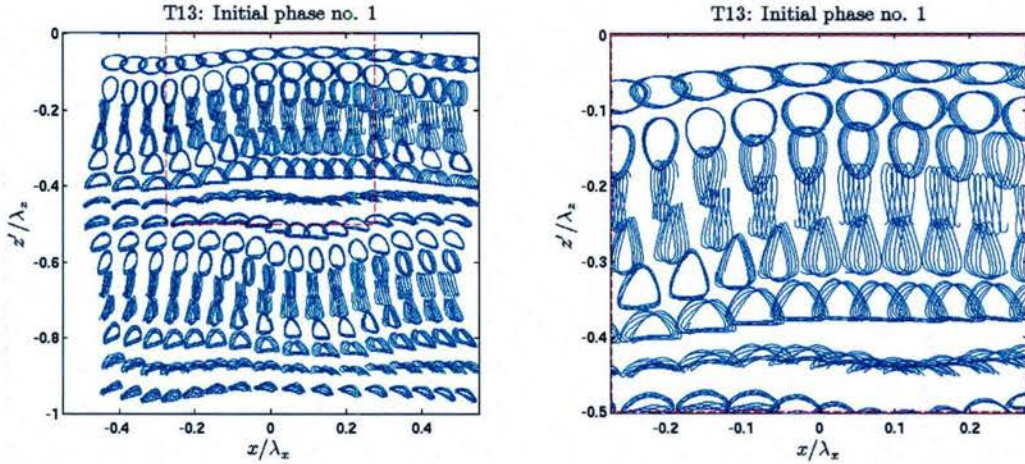 T13: Initial phase no. 1
0
-0.2
-0.4
-0.6
-0.8
-1
z'/λz
-0.4 -0.2 0 0.2 0.4
x/λx
T13: Initial phase no. 1
0
-0.1
-0.2
-0.3
-0.4
-0.5
z'/λz
-0.2 -0.1 0 0.1 0.2
x/λx